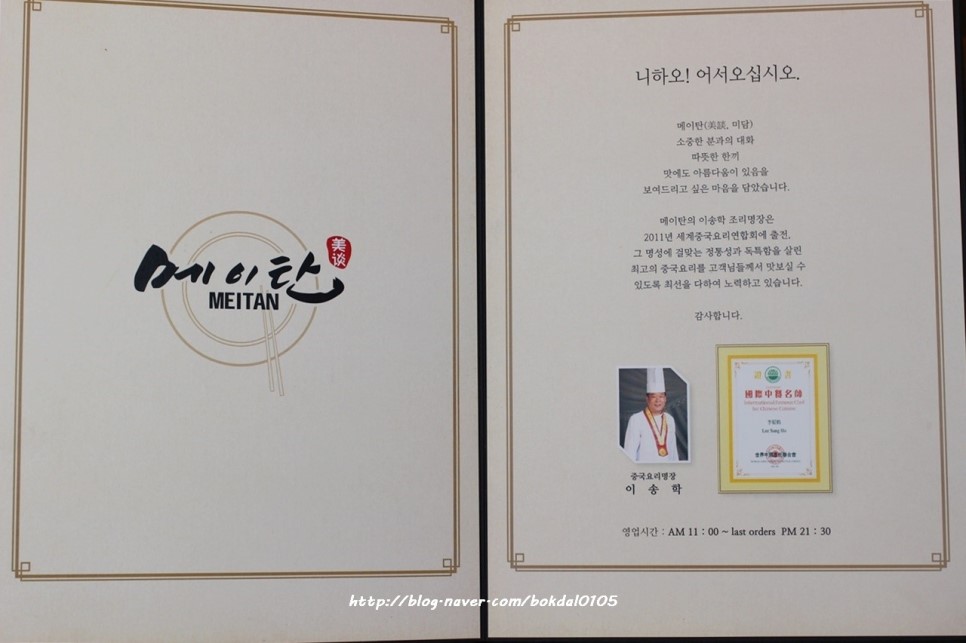 메이탄
美
谈
MEITAN
니하오! 어서오십시오.
메이탄(美談, 미담)
소중한 분과의 대화
따뜻한 한끼
맛에도 아름다움이 있음을
보여드리고 싶은 마음을 담았습니다.
메이탄의 이송학 조리명장은
2011년 세계중국요리연합회에 출전,
그 명성에 걸맞는 정통성과 독특함을 살린
최고의 중국요리를 고객님들께서 맛보실 수
있도록 최선을 다하여 노력하고 있습니다.
감사합니다.
중국요리명장
이 송 학
證 書
國際中餐名師
Lee Sang Ho
영업시간 : AM 11 : 00 ~ last orders PM 21 : 30
http://blog-naver-com/bokdal0105